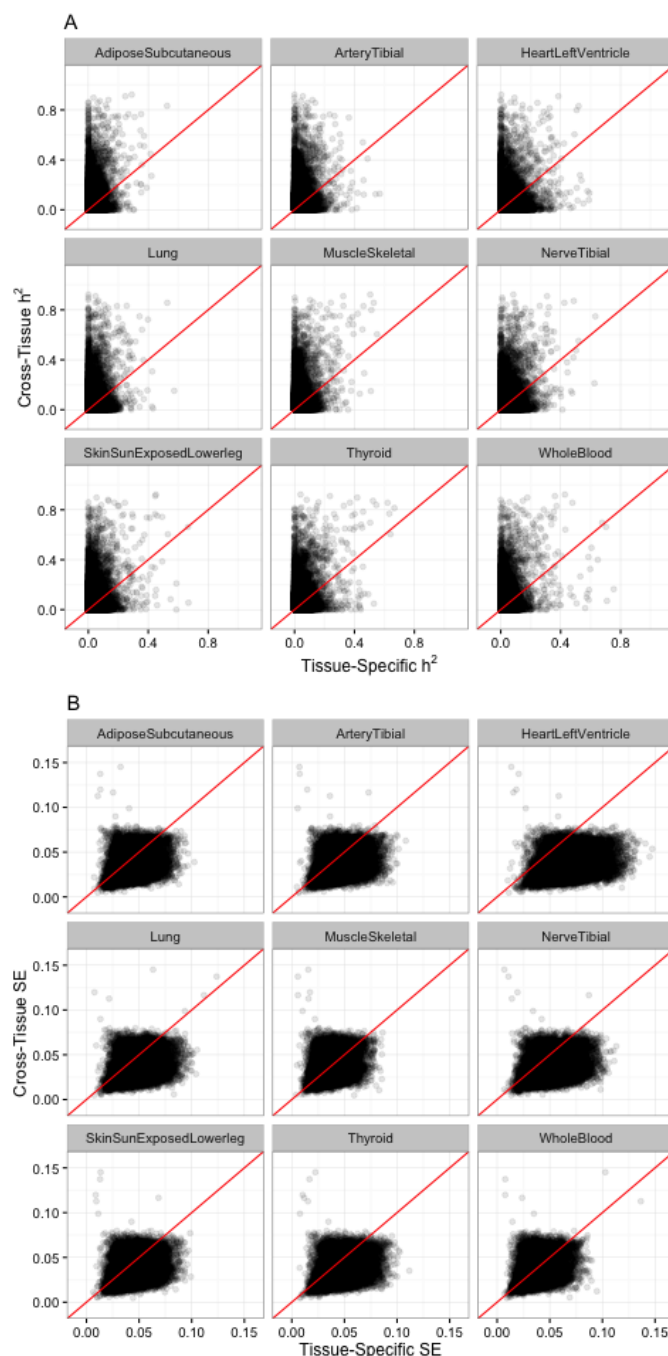 A
AdiposeSubcutaneous ArteryTibial HeartLeftVentricle
0.8
0.4
0.0
Lung MuscleSkeletal NerveTibial
0.8
0.4
0.0
Cross-Tissue h²
SkinSunExposedLowerleg Thyroid WholeBlood
0.8
0.4
0.0
0.0 0.4 0.8 0.0 0.4 0.8 0.0 0.4 0.8
Tissue-Specific h²
B
AdiposeSubcutaneous ArteryTibial HeartLeftVentricle
0.15
0.10
0.05
0.00
Lung MuscleSkeletal NerveTibial
0.15
0.10
0.05
0.00
Cross-Tissue SE
SkinSunExposedLowerleg Thyroid WholeBlood
0.15
0.10
0.05
0.00
0.00 0.05 0.10 0.15 0.00 0.05 0.10 0.15 0.00 0.05 0.10 0.15
Tissue-Specific SE